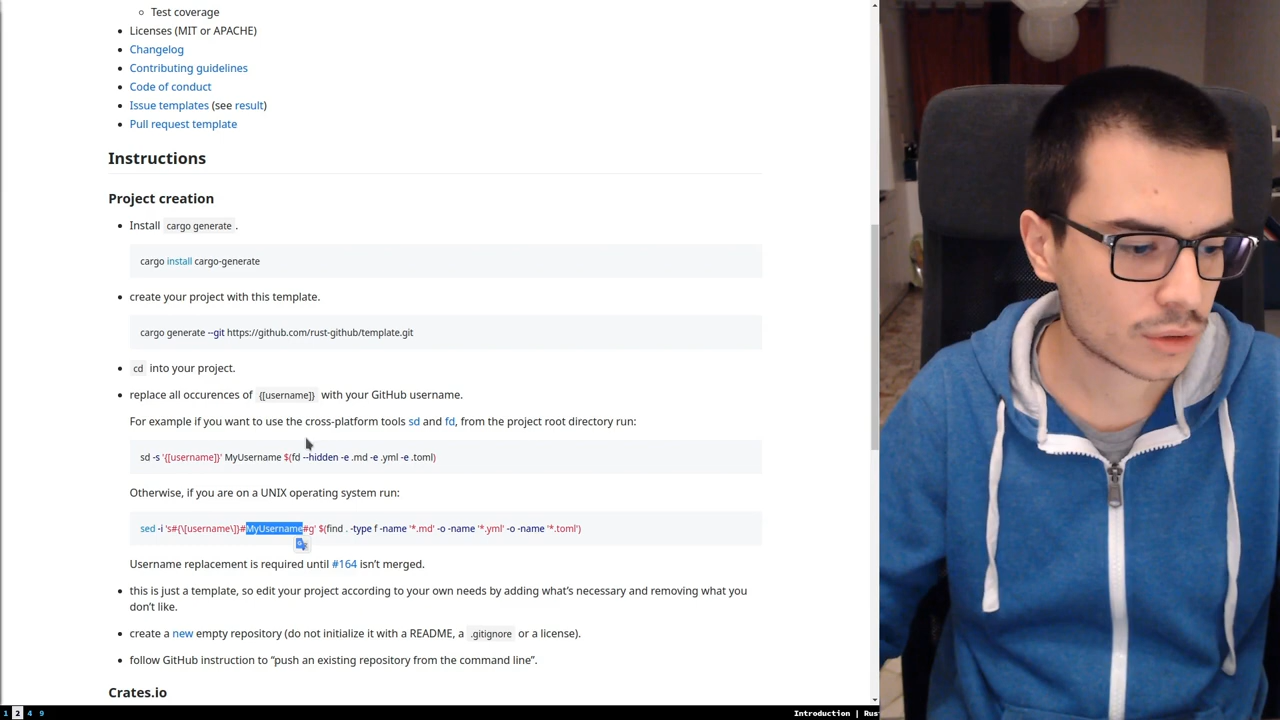 Test coverage
Licenses (MIT or APACHE)
Changelog
Contributing guidelines
Code of conduct
Issue templates (see result)
Pull request template
Instructions
Project creation
Install cargo generate .
cargo install cargo-generate
create your project with this template.
cargo generate --git https://github.com/rust-github/template.git
cd into your project.
replace all occurences of {[username]} with your GitHub username.
For example if you want to use the cross-platform tools sd and fd, from the project root directory run:
sd -s '{[username]}' MyUsername $(fd --hidden -e .md -e .yml -e .toml)
Otherwise, if you are on a UNIX operating system run:
sed -i 's#{\[username\]}#MyUsername#g' $(find . -type f -name '*.md' -o -name '*.yml' -o -name '*.toml')
Username replacement is required until #164 isn’t merged.
this is just a template, so edit your project according to your own needs by adding what’s necessary and removing what you
don’t like.
create a new empty repository (do not initialize it with a README, a .gitignore or a license).
follow GitHub instruction to “push an existing repository from the command line”.
Crates.io
1 2 4 9
Introduction | Rus